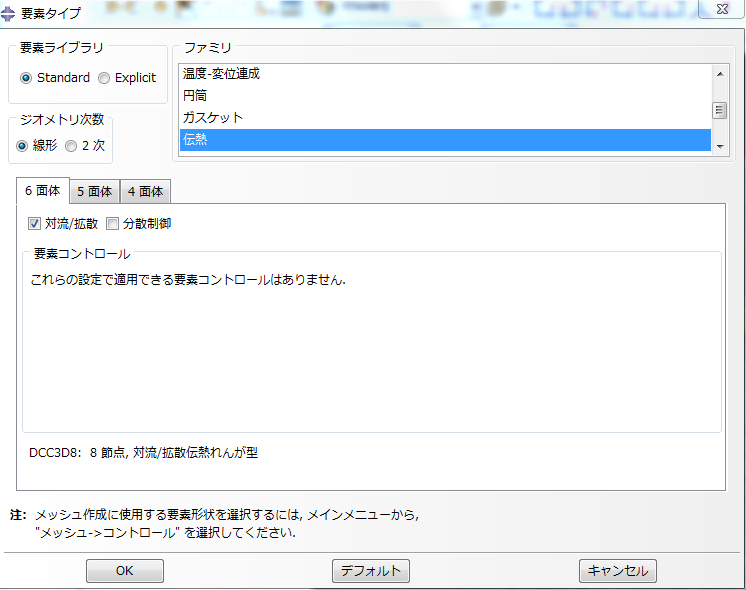 要素タイプ
要素ライブラリ
Standard Explicit
ジオメトリ次数
線形 2 次
ファミリ
温度-変位連成
円筒
ガスケット
伝熱
6 面体 5 面体 4 面体
対流/拡散 分散制御
要素コントロール
これらの設定で適用できる要素コントロールはありません.
DCC3D8: 8 節点, 対流/拡散伝熱れんが型
注: メッシュ作成に使用する要素形状を選択するには, メインメニューから,
"メッシュ->コントロール" を選択してください.
OK デフォルト キャンセル